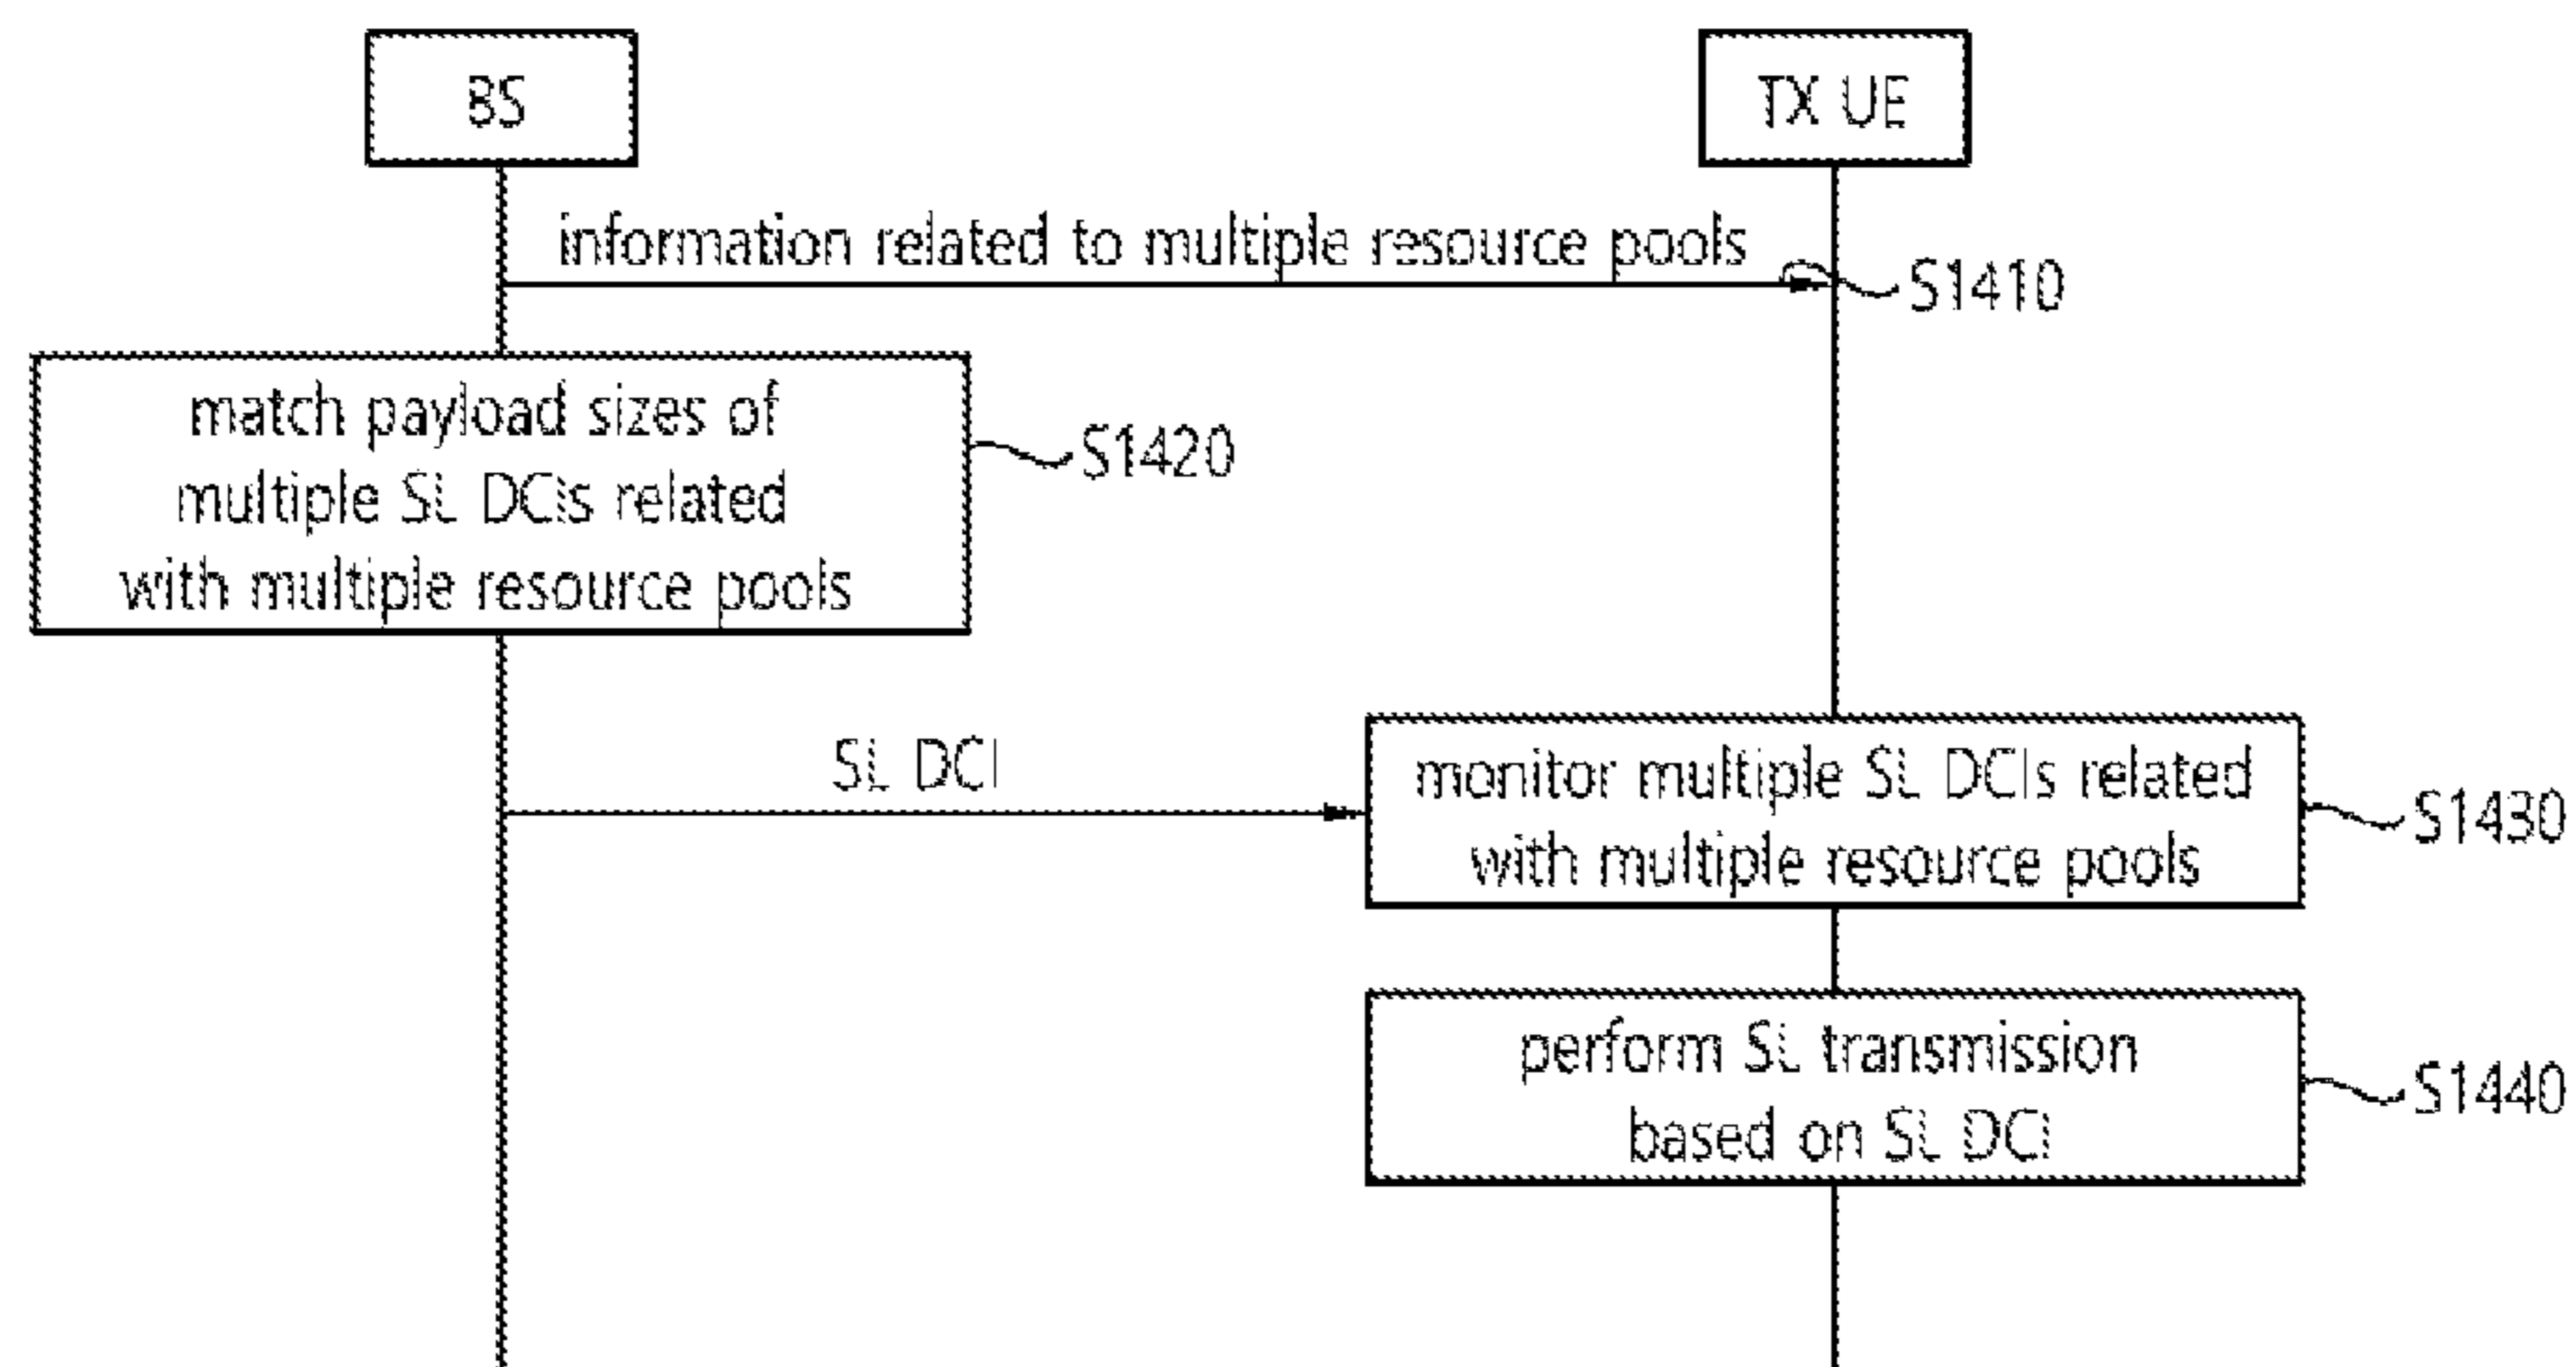 BS
TX UE
information related to multiple resource pools
S1410
match payload sizes of
multiple SL DCIs related
with multiple resource pools
S1420
SL DCI
monitor multiple SL DCIs related
with multiple resource pools
S1430
perform SL transmission
based on SL DCI
S1440